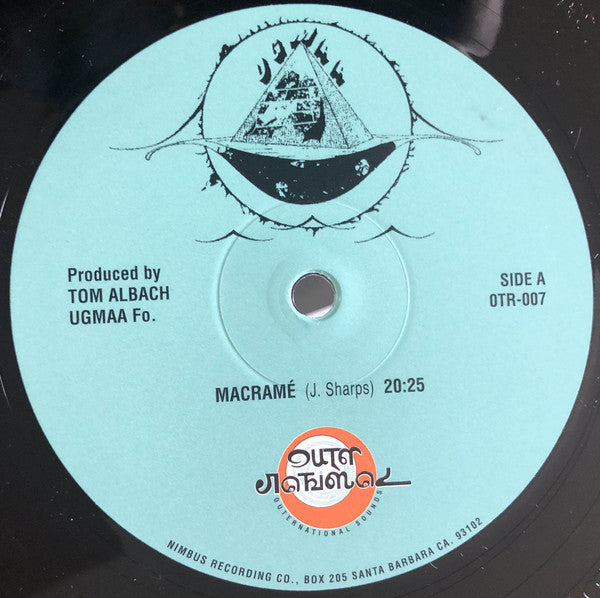 Produced by
TOM ALBACH
UGMAA Fo.
SIDE A
OTR-007
MACRAMÉ (J. Sharps) 20:25
OUTERNATIONAL SOUNDS
NIMBUS RECORDING CO., BOX 205 SANTA BARBARA CA. 93102